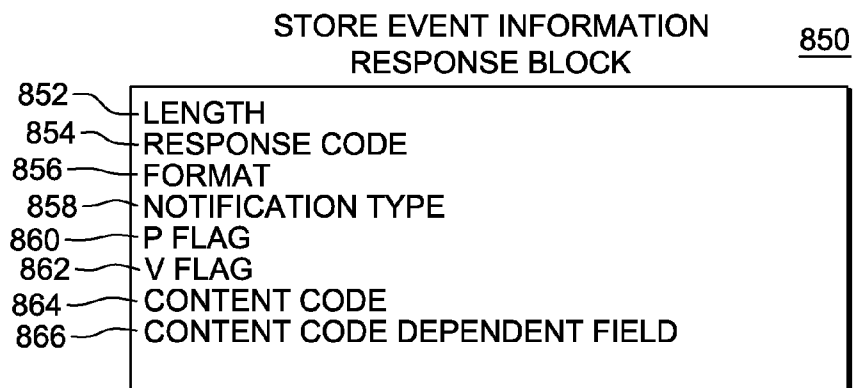 STORE EVENT INFORMATION
RESPONSE BLOCK
850
852 LENGTH
854 RESPONSE CODE
856 FORMAT
858 NOTIFICATION TYPE
860 P FLAG
862 V FLAG
864 CONTENT CODE
866 CONTENT CODE DEPENDENT FIELD